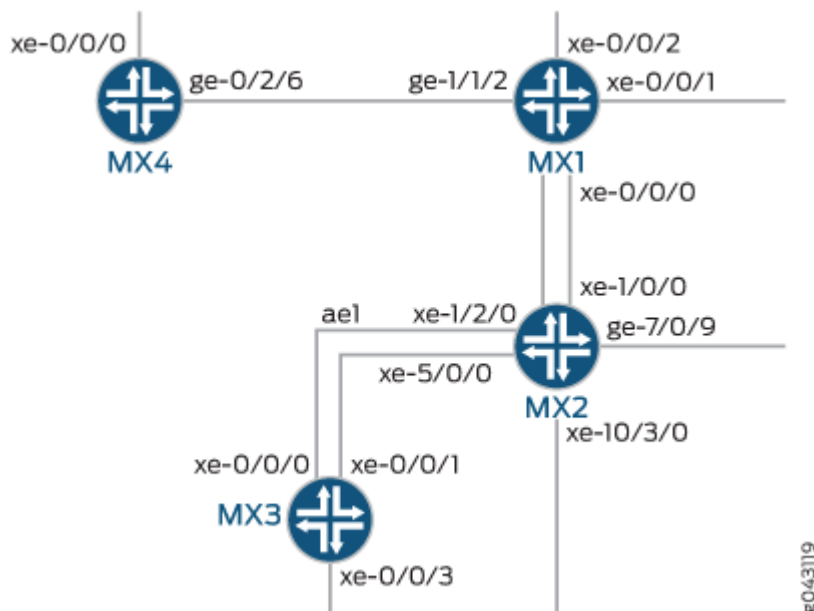 xe-0/0/0
xe-0/0/2
ge-0/2/6
ge-1/1/2
xe-0/0/1
MX4
MX1
xe-0/0/0
xe-1/0/0
ae1
xe-1/2/0
ge-7/0/9
xe-5/0/0
MX2
xe-10/3/0
xe-0/0/0
xe-0/0/1
MX3
xe-0/0/3
g043119